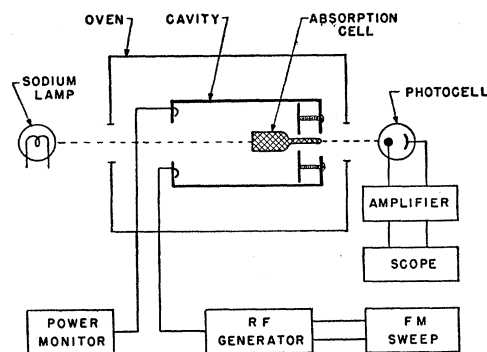 OVEN
CAVITY
ABSORPTION
CELL
SODIUM
LAMP
PHOTOCELL
AMPLIFIER
SCOPE
POWER
MONITOR
RF
GENERATOR
FM
SWEEP